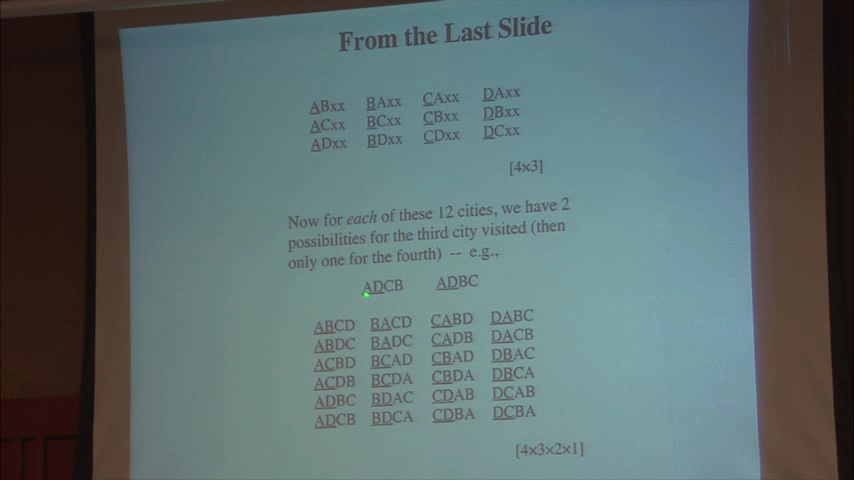 From the Last Slide
ABxx BAxx CAxx DAxx
ACxx BCxx CBxx DBxx
ADxx BDxx CDxx DCxx
[4×3]
Now for each of these 12 cities, we have 2
possibilities for the third city visited (then
only one for the fourth) -- e.g.,
ADCB ADBC
ABCD BACD CABD DABC
ABDC BADC CADB DACB
ACBD BCAD CBAD DBAC
ACDB BCDA CBDA DBCA
ADBC BDAC CDAB DCAB
ADCB BDCA CDBA DCBA
[4×3×2×1]